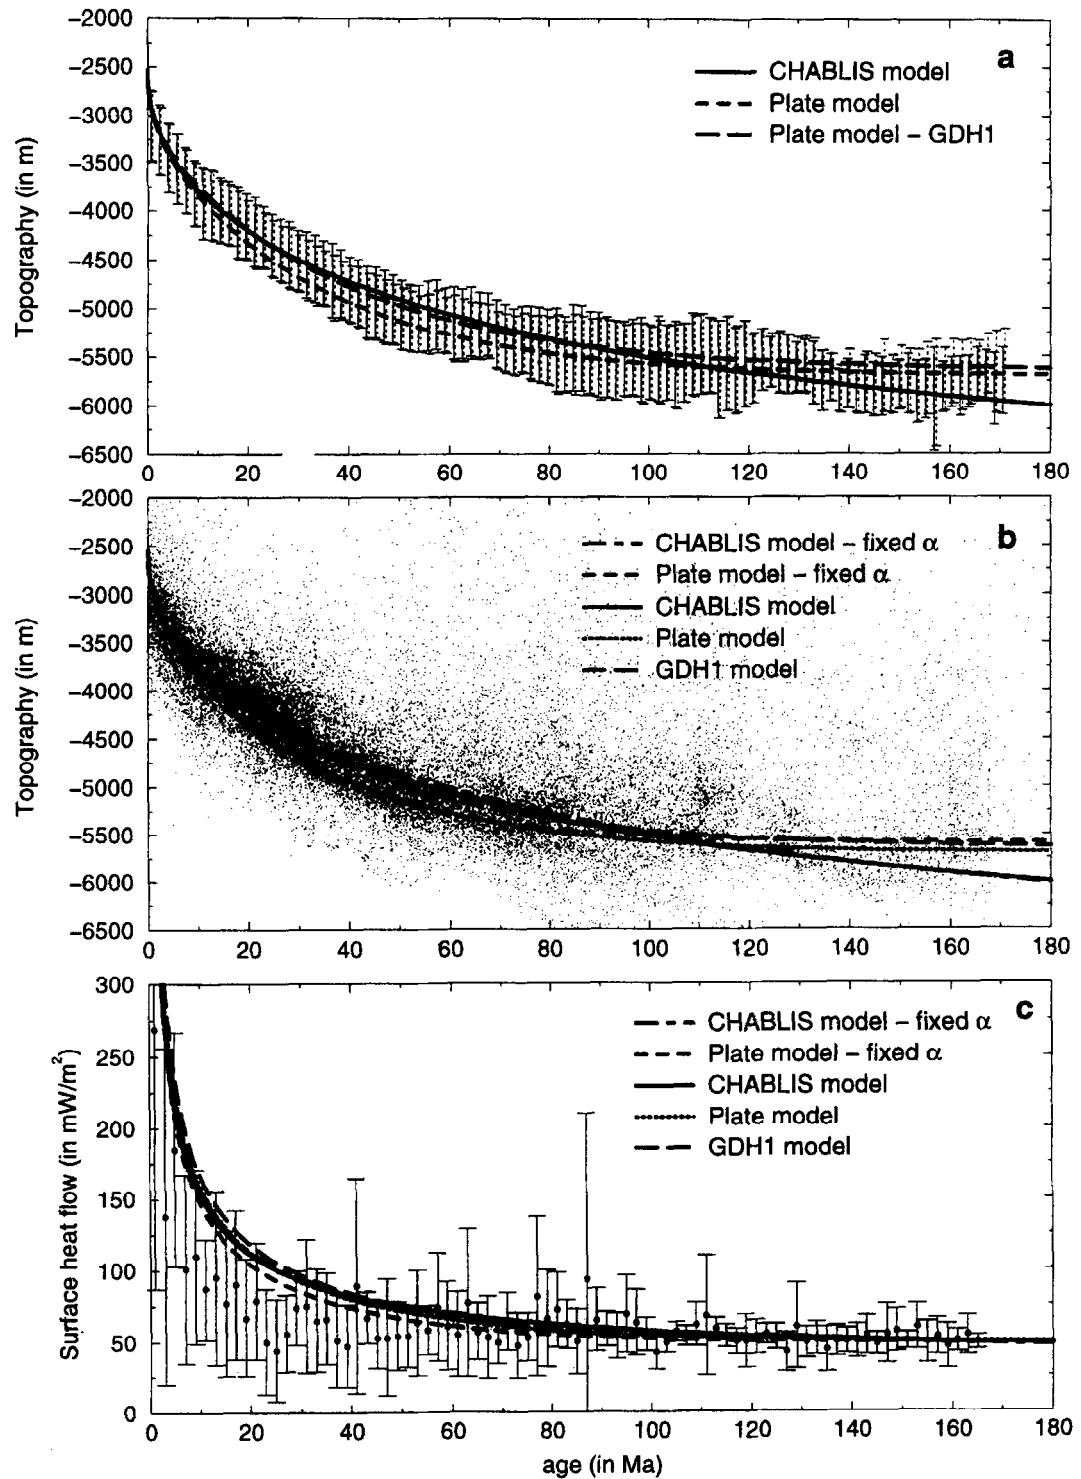 −2000
−2500
−3000
−3500
−4000
−4500
−5000
−5500
−6000
−6500
Topography (in m)
a
CHABLIS model
Plate model
Plate model – GDH1
0 20 40 60 80 100 120 140 160 180
−2000
−2500
−3000
−3500
−4000
−4500
−5000
−5500
−6000
−6500
Topography (in m)
b
CHABLIS model – fixed α
Plate model – fixed α
CHABLIS model
Plate model
GDH1 model
0 20 40 60 80 100 120 140 160 180
300
250
200
150
100
50
0
Surface heat flow (in mW/m²)
c
CHABLIS model – fixed α
Plate model – fixed α
CHABLIS model
Plate model
GDH1 model
0 20 40 60 80 100 120 140 160 180
age (in Ma)